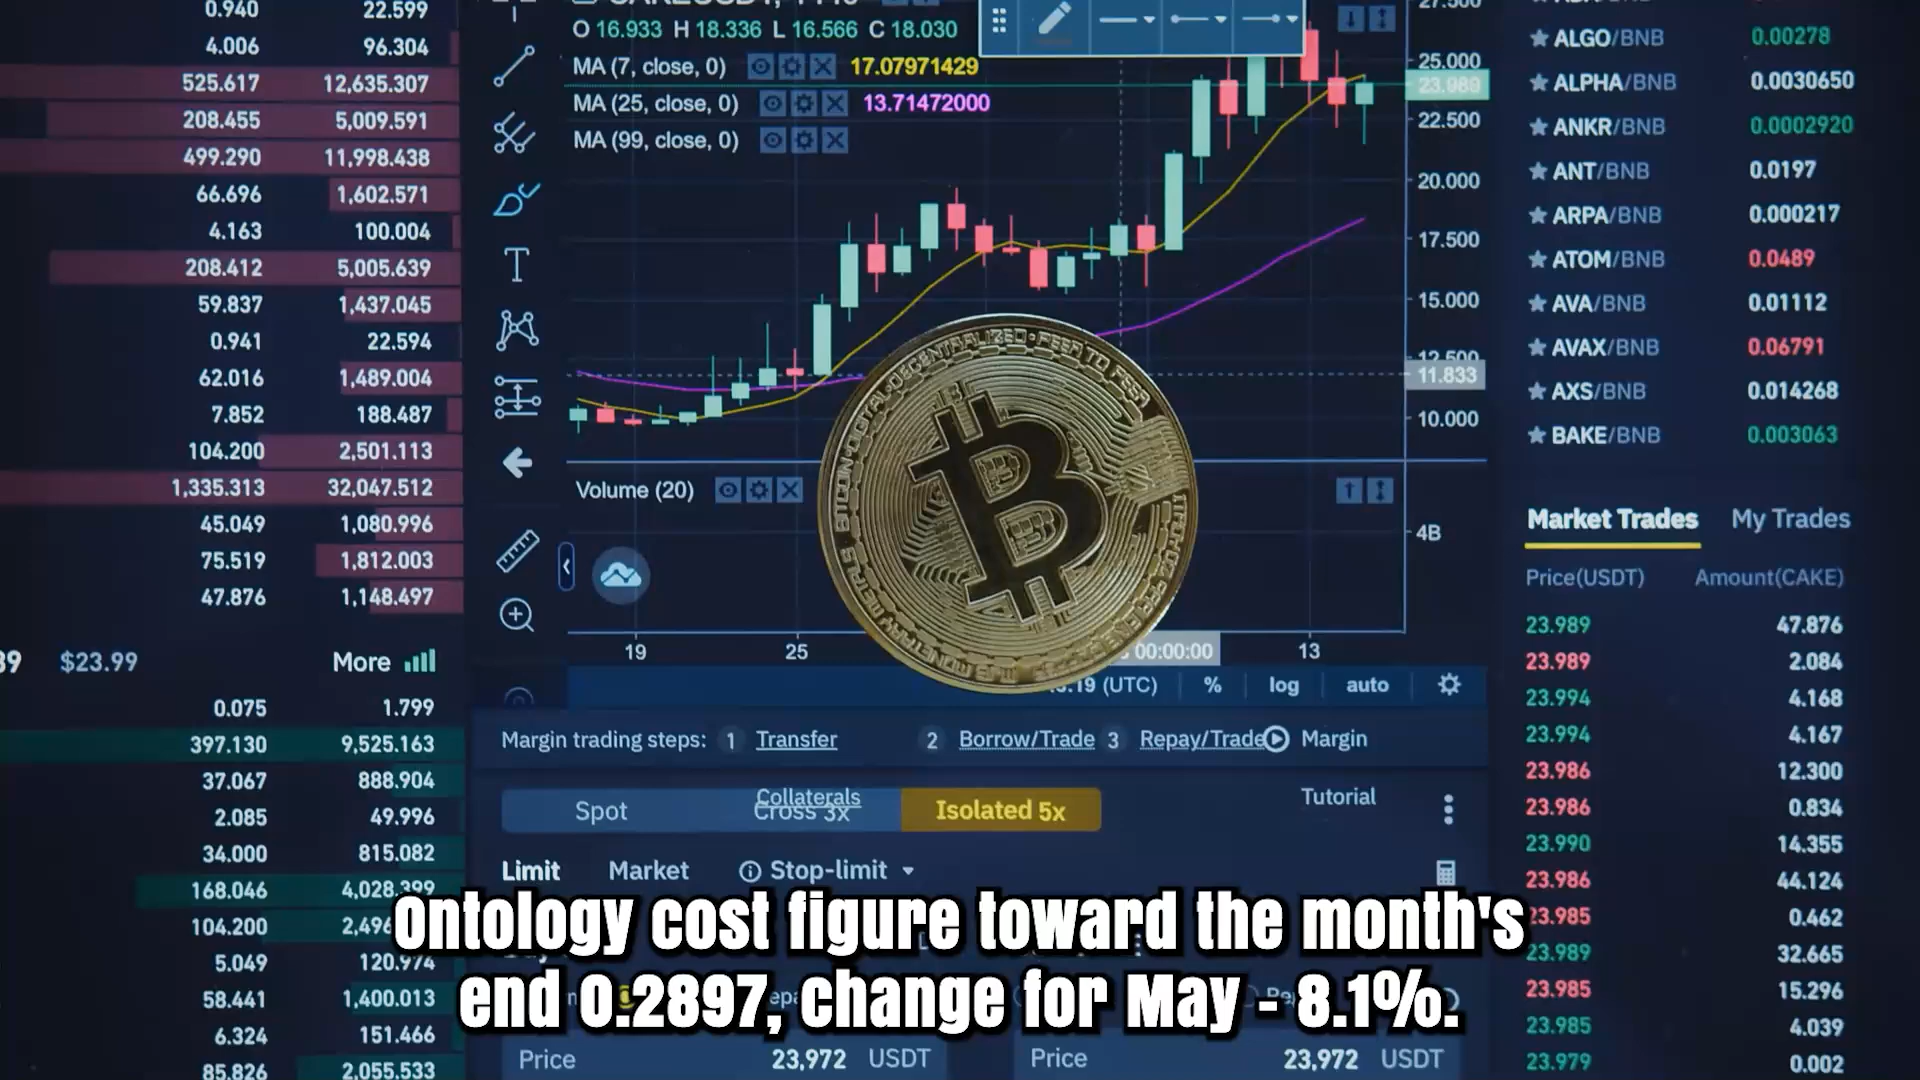 0.940 22.599
4.006 96.304
525.617 12,635.307
208.455 5,009.591
499.290 11,998.438
66.696 1,602.571
4.163 100.004
208.412 5,005.639
59.837 1,437.045
0.941 22.594
62.016 1,489.004
7.852 188.487
104.200 2,501.113
1,335.313 32,047.512
45.049 1,080.996
75.519 1,812.003
47.876 1,148.497
$23.99 More
0.075 1.799
397.130 9,525.163
37.067 888.904
2.085 49.996
34.000 815.082
168.046 4,028.399
104.200
5.049 120.974
58.441 1,400.013
6.324 151.466
85.826 2,055.533
O 16.933 H 18.336 L 16.566 C 18.030
MA (7, close, 0) 17.07971429
MA (25, close, 0) 13.71472000
MA (99, close, 0)
25.000
23.989
22.500
20.000
17.500
15.000
12.500
11.833
10.000
Volume (20)
4B
19 25 00:00:00 13
(UTC) % log auto
BITCOIN DIGITAL DECENTRALIZED PEER TO PEER
Margin trading steps: 1 Transfer 2 Borrow/Trade 3 Repay/Trade Margin
Collaterals Tutorial
Spot Cross 3x Isolated 5x
Limit Market Stop-limit
Ontology cost figure toward the month's
end 0.2897, change for May - 8.1%.
Price 23,972 USDT Price 23,972 USDT
ALGO/BNB 0.00278
ALPHA/BNB 0.0030650
ANKR/BNB 0.0002920
ANT/BNB 0.0197
ARPA/BNB 0.000217
ATOM/BNB 0.0489
AVA/BNB 0.01112
AVAX/BNB 0.06791
AXS/BNB 0.014268
BAKE/BNB 0.003063
Market Trades My Trades
Price(USDT) Amount(CAKE)
23.989 47.876
23.989 2.084
23.994 4.168
23.994 4.167
23.986 12.300
23.986 0.834
23.990 14.355
23.986 44.124
23.985 0.462
23.989 32.665
23.985 15.296
23.985 4.039
23.979 0.002